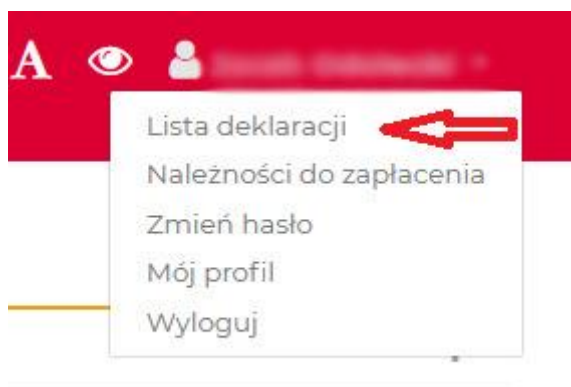 A
Lista deklaracji
Należności do zapłacenia
Zmień hasło
Mój profil
Wyloguj